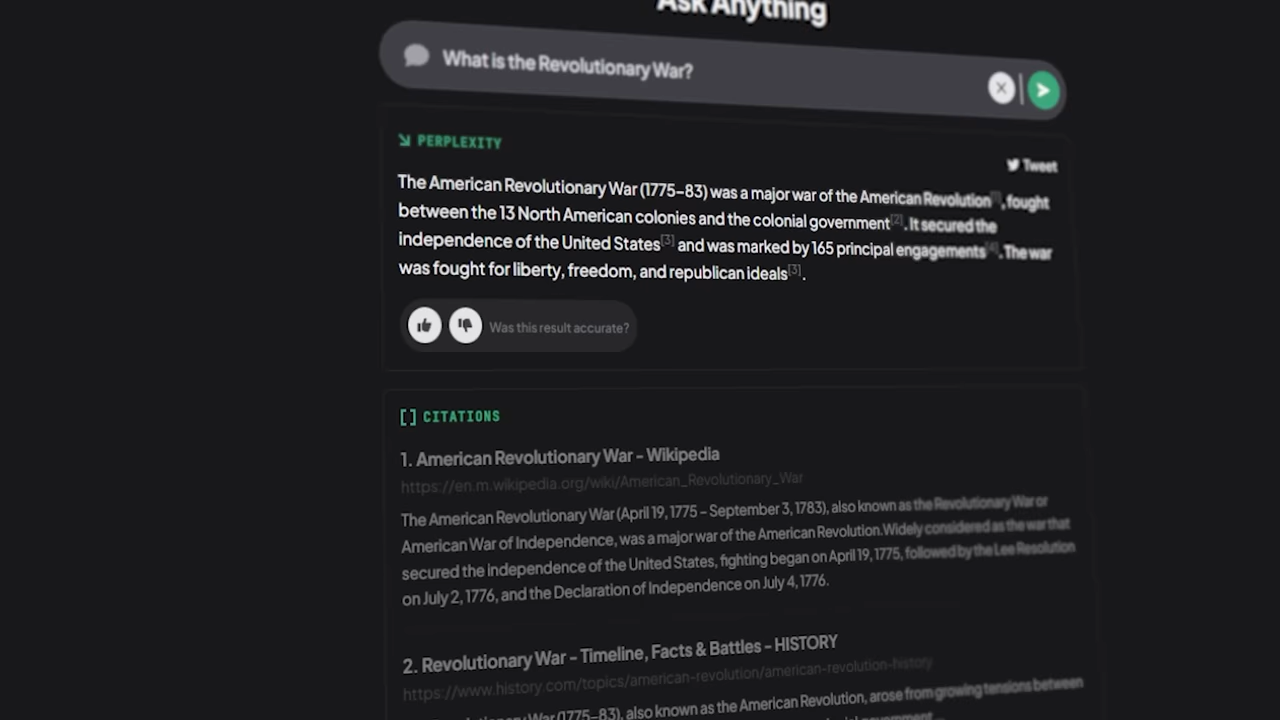 Ask Anything
What is the Revolutionary War?
PERPLEXITY
Tweet
The American Revolutionary War (1775–83) was a major war of the American Revolution , fought
between the 13 North American colonies and the colonial government[2]. It secured the
independence of the United States[3] and was marked by 165 principal engagements[4]. The war
was fought for liberty, freedom, and republican ideals[3].
Was this result accurate?
[] CITATIONS
1. American Revolutionary War - Wikipedia
https://en.m.wikipedia.org/wiki/American_Revolutionary_War
The American Revolutionary War (April 19, 1775 – September 3, 1783), also known as the Revolutionary War or
American War of Independence, was a major war of the American Revolution.Widely considered as the war that
secured the independence of the United States, fighting began on April 19, 1775, followed by the Lee Resolution
on July 2, 1776, and the Declaration of Independence on July 4, 1776.
2. Revolutionary War - Timeline, Facts & Battles - HISTORY
https://www.history.com/topics/american-revolution/american-revolution-history
War (1775–83), also known as the American Revolution, arose from growing tensions between
government